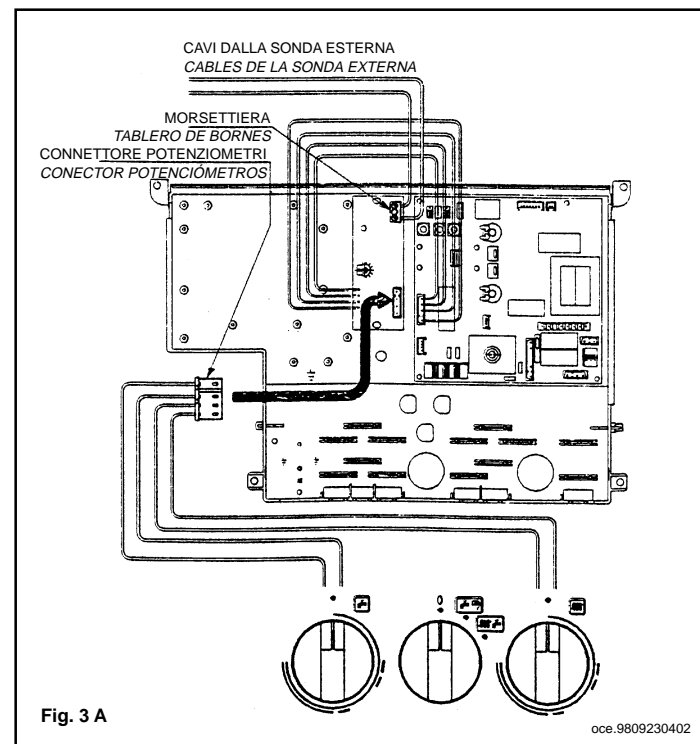 CAVI DALLA SONDA ESTERNA
CABLES DE LA SONDA EXTERNA
MORSETTIERA
TABLERO DE BORNES
CONNETTORE POTENZIOMETRI
CONECTOR POTENCIÓMETROS
Fig. 3 A
oce.9809230402